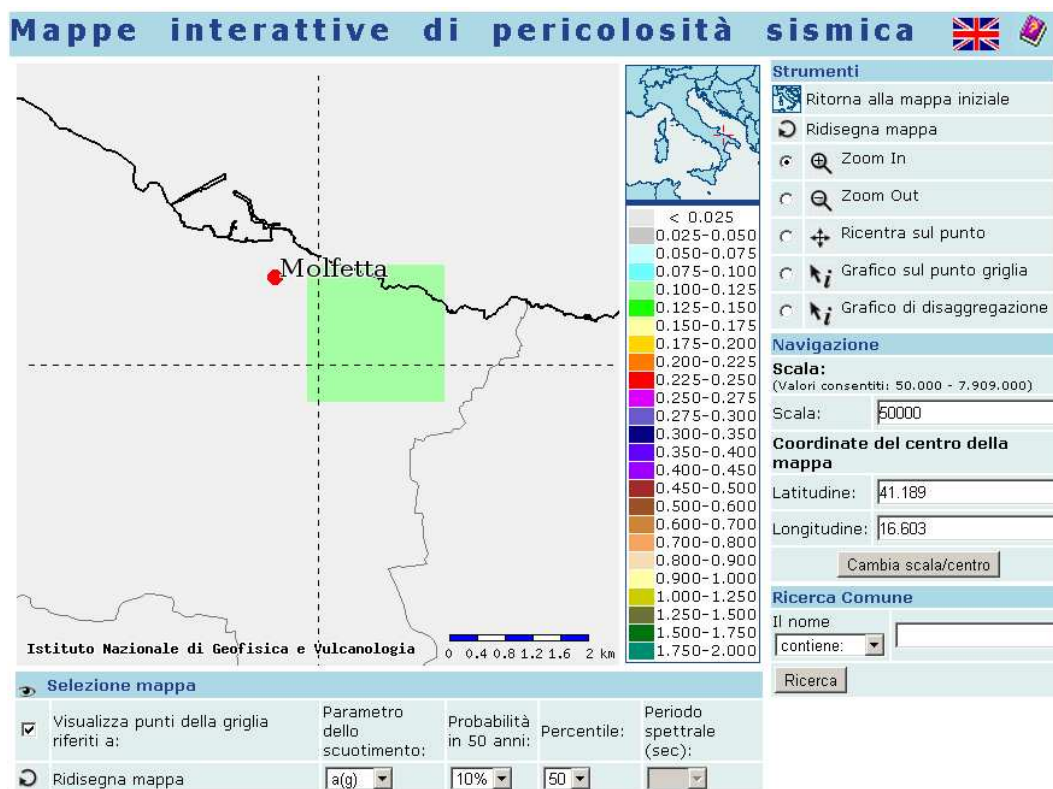 Mappe interattive di pericolosità sismica
Molfetta
Istituto Nazionale di Geofisica e Vulcanologia
0 0.4 0.8 1.2 1.6 2 km
< 0.025
0.025-0.050
0.050-0.075
0.075-0.100
0.100-0.125
0.125-0.150
0.150-0.175
0.175-0.200
0.200-0.225
0.225-0.250
0.250-0.275
0.275-0.300
0.300-0.350
0.350-0.400
0.400-0.450
0.450-0.500
0.500-0.600
0.600-0.700
0.700-0.800
0.800-0.900
0.900-1.000
1.000-1.250
1.250-1.500
1.500-1.750
1.750-2.000
Strumenti
Ritorna alla mappa iniziale
Ridisegna mappa
Zoom In
Zoom Out
Ricentra sul punto
i Grafico sul punto griglia
i Grafico di disaggregazione
Navigazione
Scala:
(Valori consentiti: 50.000 - 7.909.000)
Scala: 50000
Coordinate del centro della
mappa
Latitudine: 41.189
Longitudine: 16.603
Cambia scala/centro
Ricerca Comune
Il nome
contiene:
Ricerca
Selezione mappa
Visualizza punti della griglia
riferiti a:
Parametro
dello
scuotimento:
Probabilità
in 50 anni:
Percentile:
Periodo
spettrale
(sec):
Ridisegna mappa
a(g)
10%
50